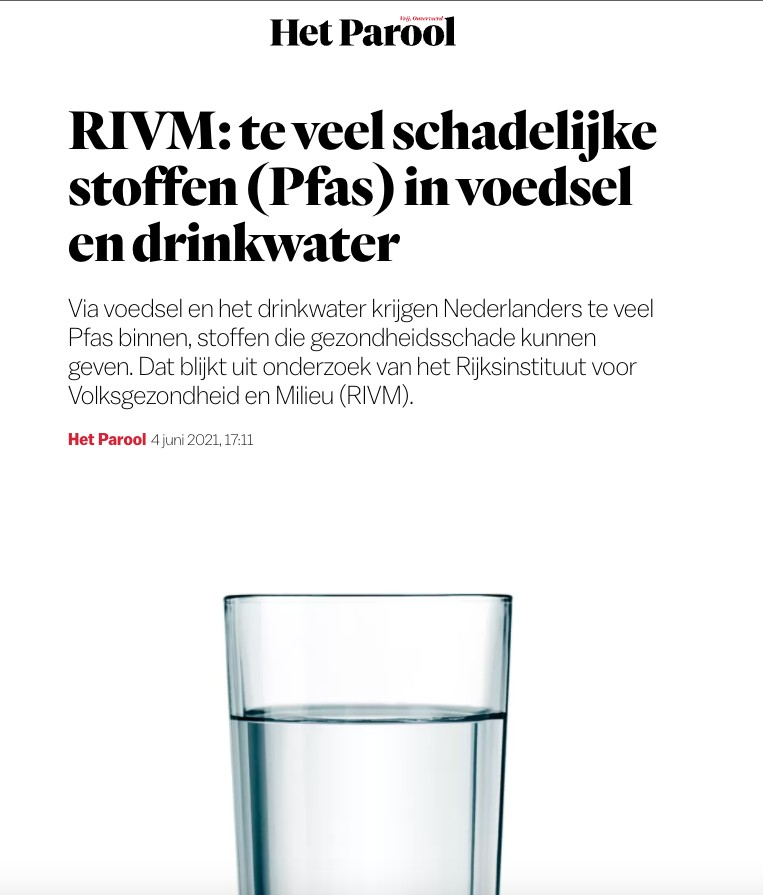 Vrij, Onverveerd
Het Parool
RIVM: te veel schadelijke
stoffen (Pfas) in voedsel
en drinkwater
Via voedsel en het drinkwater krijgen Nederlanders te veel
Pfas binnen, stoffen die gezondheidsschade kunnen
geven. Dat blijkt uit onderzoek van het Rijksinstituut voor
Volksgezondheid en Milieu (RIVM).
Het Parool 4 juni 2021, 17:11